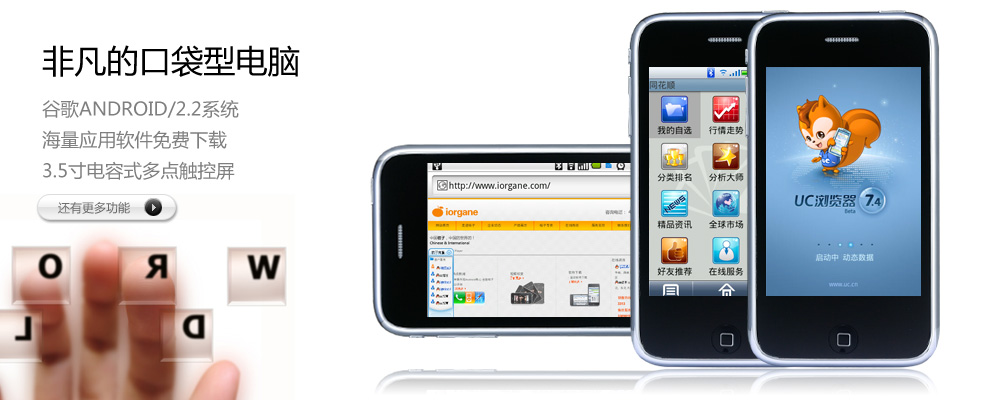 非凡的口袋型电脑
谷歌ANDROID/2.2系统
海量应用软件免费下载
3.5寸电容式多点触控屏
还有更多功能
O R W
L D
http://www.iorgane.com/
iorgane
Chinese & International
同花顺
我的自选 行情走势
分类排名 分析大师
NEWS
精品资讯 全球市场
好友推荐 在线服务
UC
UC浏览器 7.4
Beta
启动中 动态数据
www.uc.cn